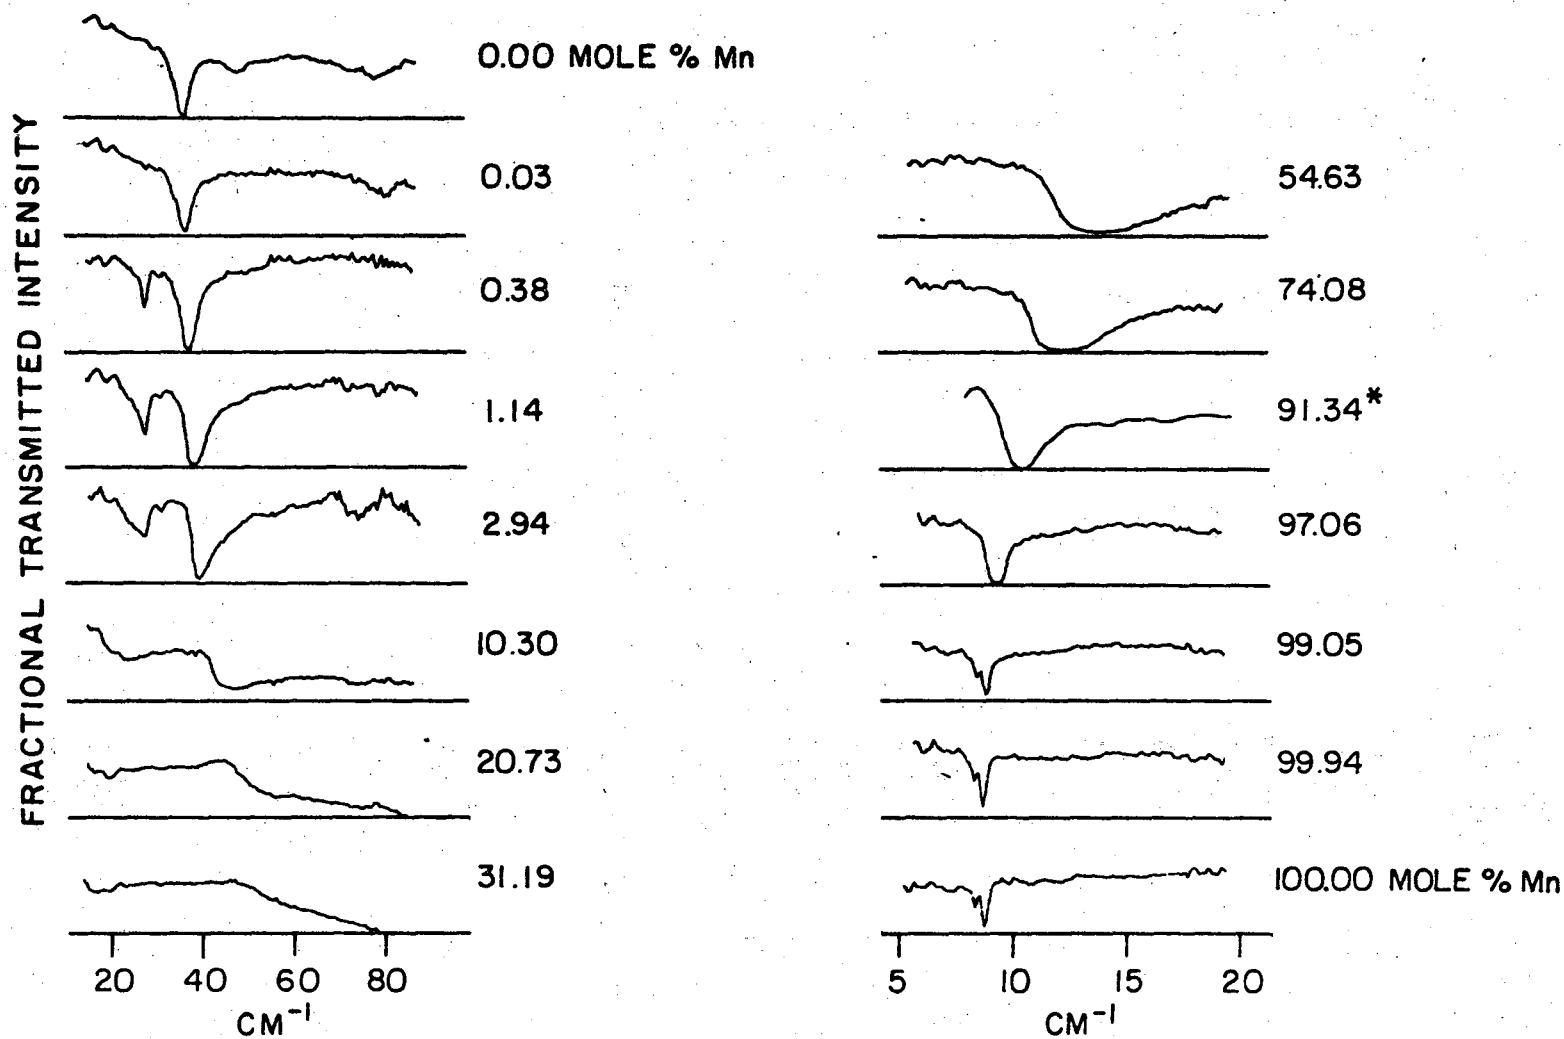 FRACTIONAL TRANSMITTED INTENSITY
0.00 MOLE % Mn
0.03
0.38
1.14
2.94
10.30
20.73
31.19
20 40 60 80
CM⁻¹
54.63
74.08
91.34*
97.06
99.05
99.94
100.00 MOLE % Mn
5 10 15 20
CM⁻¹